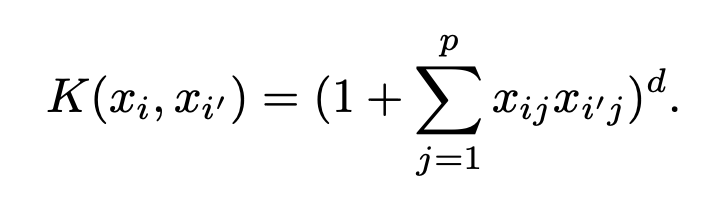 K(x_i, x_{i'}) = (1 + \sum_{j=1}^{p} x_{ij} x_{i'j})^d.